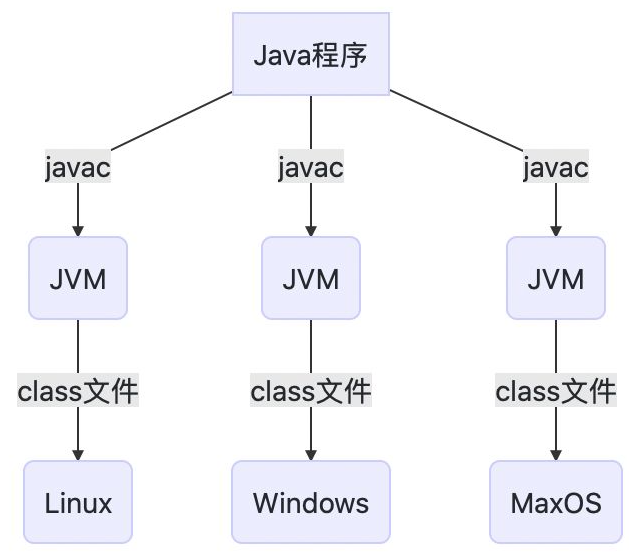 Java程序
javac
javac
javac
JVM
JVM
JVM
class文件
class文件
class文件
Linux
Windows
MaxOS